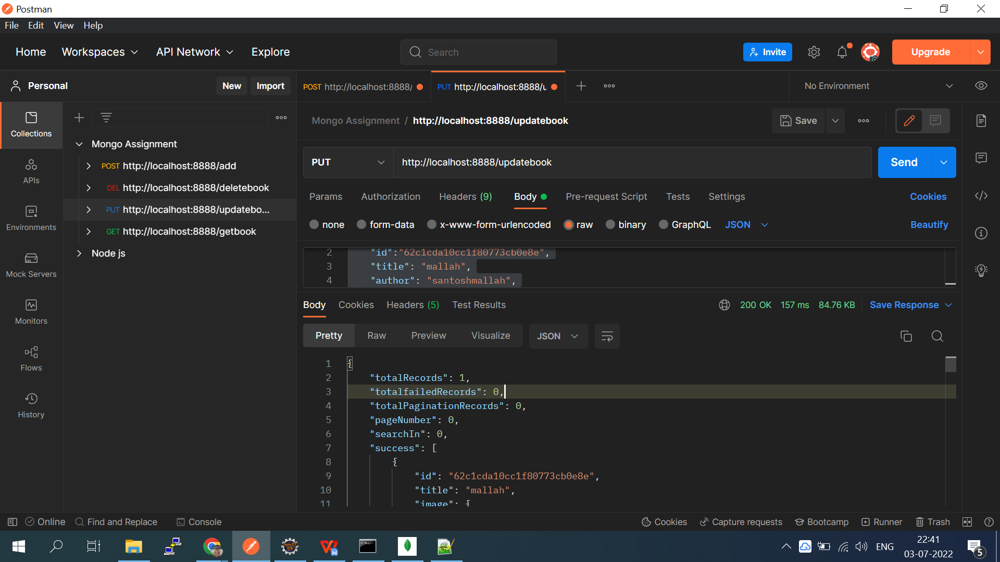 Postman
File Edit View Help
Home Workspaces API Network Explore Search Invite Upgrade
Personal New Import POST http://localhost:8888/ PUT http://localhost:8888/u No Environment
Mongo Assignment / http://localhost:8888/updatebook Save
Collections
Mongo Assignment
POST http://localhost:8888/add
DEL http://localhost:8888/deletebook
PUT http://localhost:8888/updatebo...
GET http://localhost:8888/getbook
Node js
APIs
Environments
Mock Servers
Monitors
Flows
History
PUT http://localhost:8888/updatebook Send
Params Authorization Headers (9) Body Pre-request Script Tests Settings Cookies
none form-data x-www-form-urlencoded raw binary GraphQL JSON Beautify
2 "id":"62c1cda10cc1f80773cb0e8e",
3 "title": "mallah",
4 "author": "santoshmallah",
Body Cookies Headers (5) Test Results 200 OK 157 ms 84.76 KB Save Response
Pretty Raw Preview Visualize JSON
1 {
2 "totalRecords": 1,
3 "totalfailedRecords": 0,
4 "totalPaginationRecords": 0,
5 "pageNumber": 0,
6 "searchIn": 0,
7 "success": [
8 {
9 "id": "62c1cda10cc1f80773cb0e8e",
10 "title": "mallah",
11 "image": {
Online Find and Replace Console Cookies Capture requests Bootcamp Runner Trash
ENG 22:41
03-07-2022 5